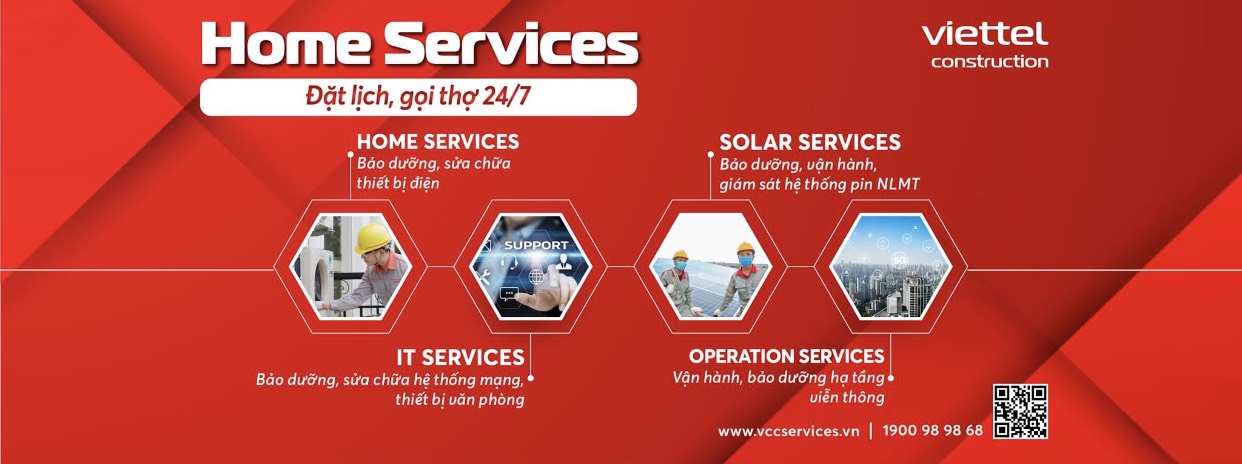 Home Services
viettel
construction
Đặt lịch, gọi thợ 24/7
HOME SERVICES
Bảo dưỡng, sửa chữa
thiết bị điện
SOLAR SERVICES
Bảo dưỡng, vận hành,
giám sát hệ thống pin NLMT
SUPPORT
5G
IT SERVICES
Bảo dưỡng, sửa chữa hệ thống mạng,
thiết bị văn phòng
OPERATION SERVICES
Vận hành, bảo dưỡng hạ tầng
viễn thông
www.vccservices.vn | 1900 98 98 68